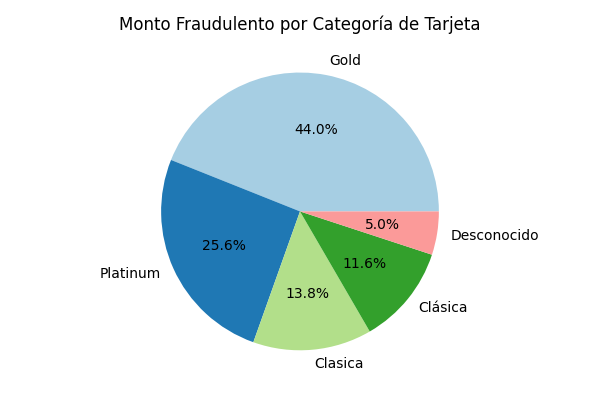 Monto Fraudulento por Categoría de Tarjeta
Gold
44.0%
5.0%
Desconocido
25.6%
11.6%
Platinum
13.8%
Clásica
Clasica